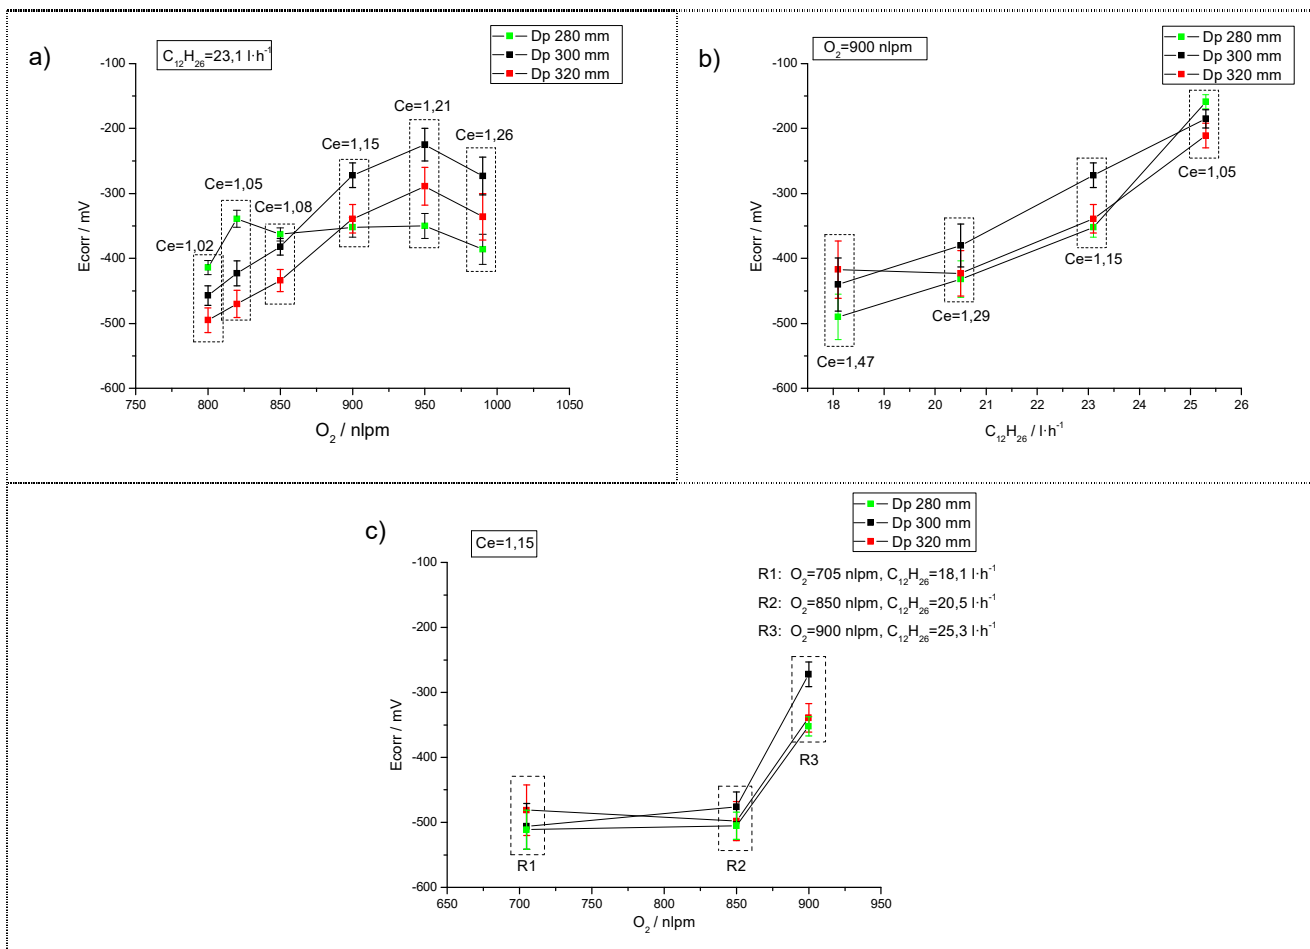 a)
C₁₂H₂₆=23,1 l·h⁻¹
Dp 280 mm
Dp 300 mm
Dp 320 mm
-100
-200
-300
-400
-500
-600
Ecorr / mV
Ce=1,02
Ce=1,05
Ce=1,08
Ce=1,15
Ce=1,21
Ce=1,26
750 800 850 900 950 1000 1050
O₂ / nlpm
b)
O₂=900 nlpm
Dp 280 mm
Dp 300 mm
Dp 320 mm
-100
-200
-300
-400
-500
-600
Ecorr / mV
Ce=1,47
Ce=1,29
Ce=1,15
Ce=1,05
18 19 20 21 22 23 24 25 26
C₁₂H₂₆ / l·h⁻¹
c)
Ce=1,15
Dp 280 mm
Dp 300 mm
Dp 320 mm
R1: O₂=705 nlpm, C₁₂H₂₆=18,1 l·h⁻¹
R2: O₂=850 nlpm, C₁₂H₂₆=20,5 l·h⁻¹
R3: O₂=900 nlpm, C₁₂H₂₆=25,3 l·h⁻¹
-100
-200
-300
-400
-500
-600
Ecorr / mV
R1
R2
R3
650 700 750 800 850 900 950
O₂ / nlpm